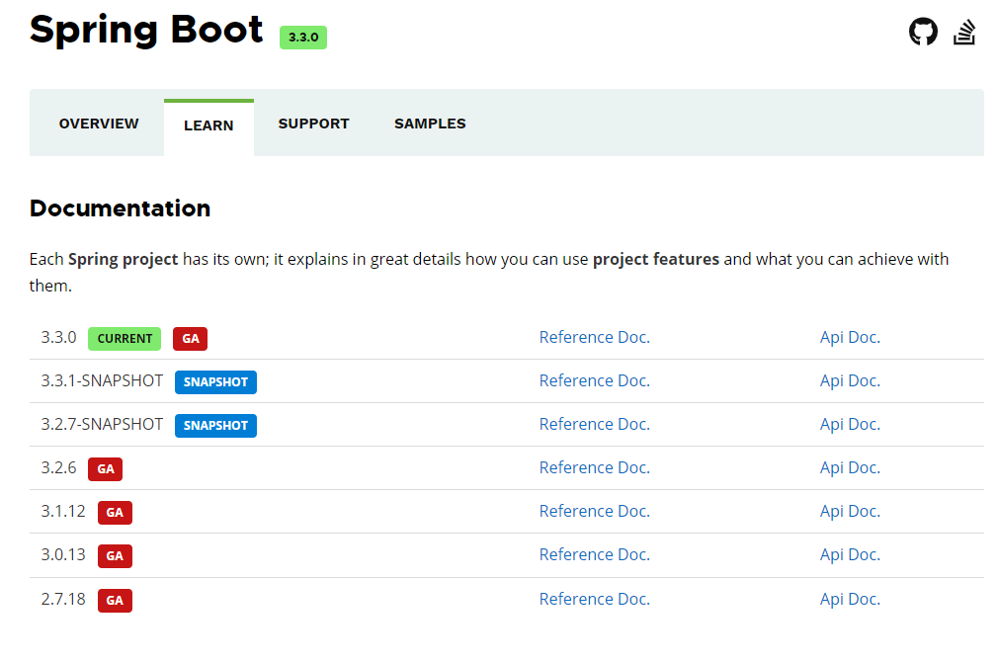 Spring Boot 3.3.0
OVERVIEW LEARN SUPPORT SAMPLES
Documentation
Each Spring project has its own; it explains in great details how you can use project features and what you can achieve with
them.
3.3.0 CURRENT GA Reference Doc. Api Doc.
3.3.1-SNAPSHOT SNAPSHOT Reference Doc. Api Doc.
3.2.7-SNAPSHOT SNAPSHOT Reference Doc. Api Doc.
3.2.6 GA Reference Doc. Api Doc.
3.1.12 GA Reference Doc. Api Doc.
3.0.13 GA Reference Doc. Api Doc.
2.7.18 GA Reference Doc. Api Doc.